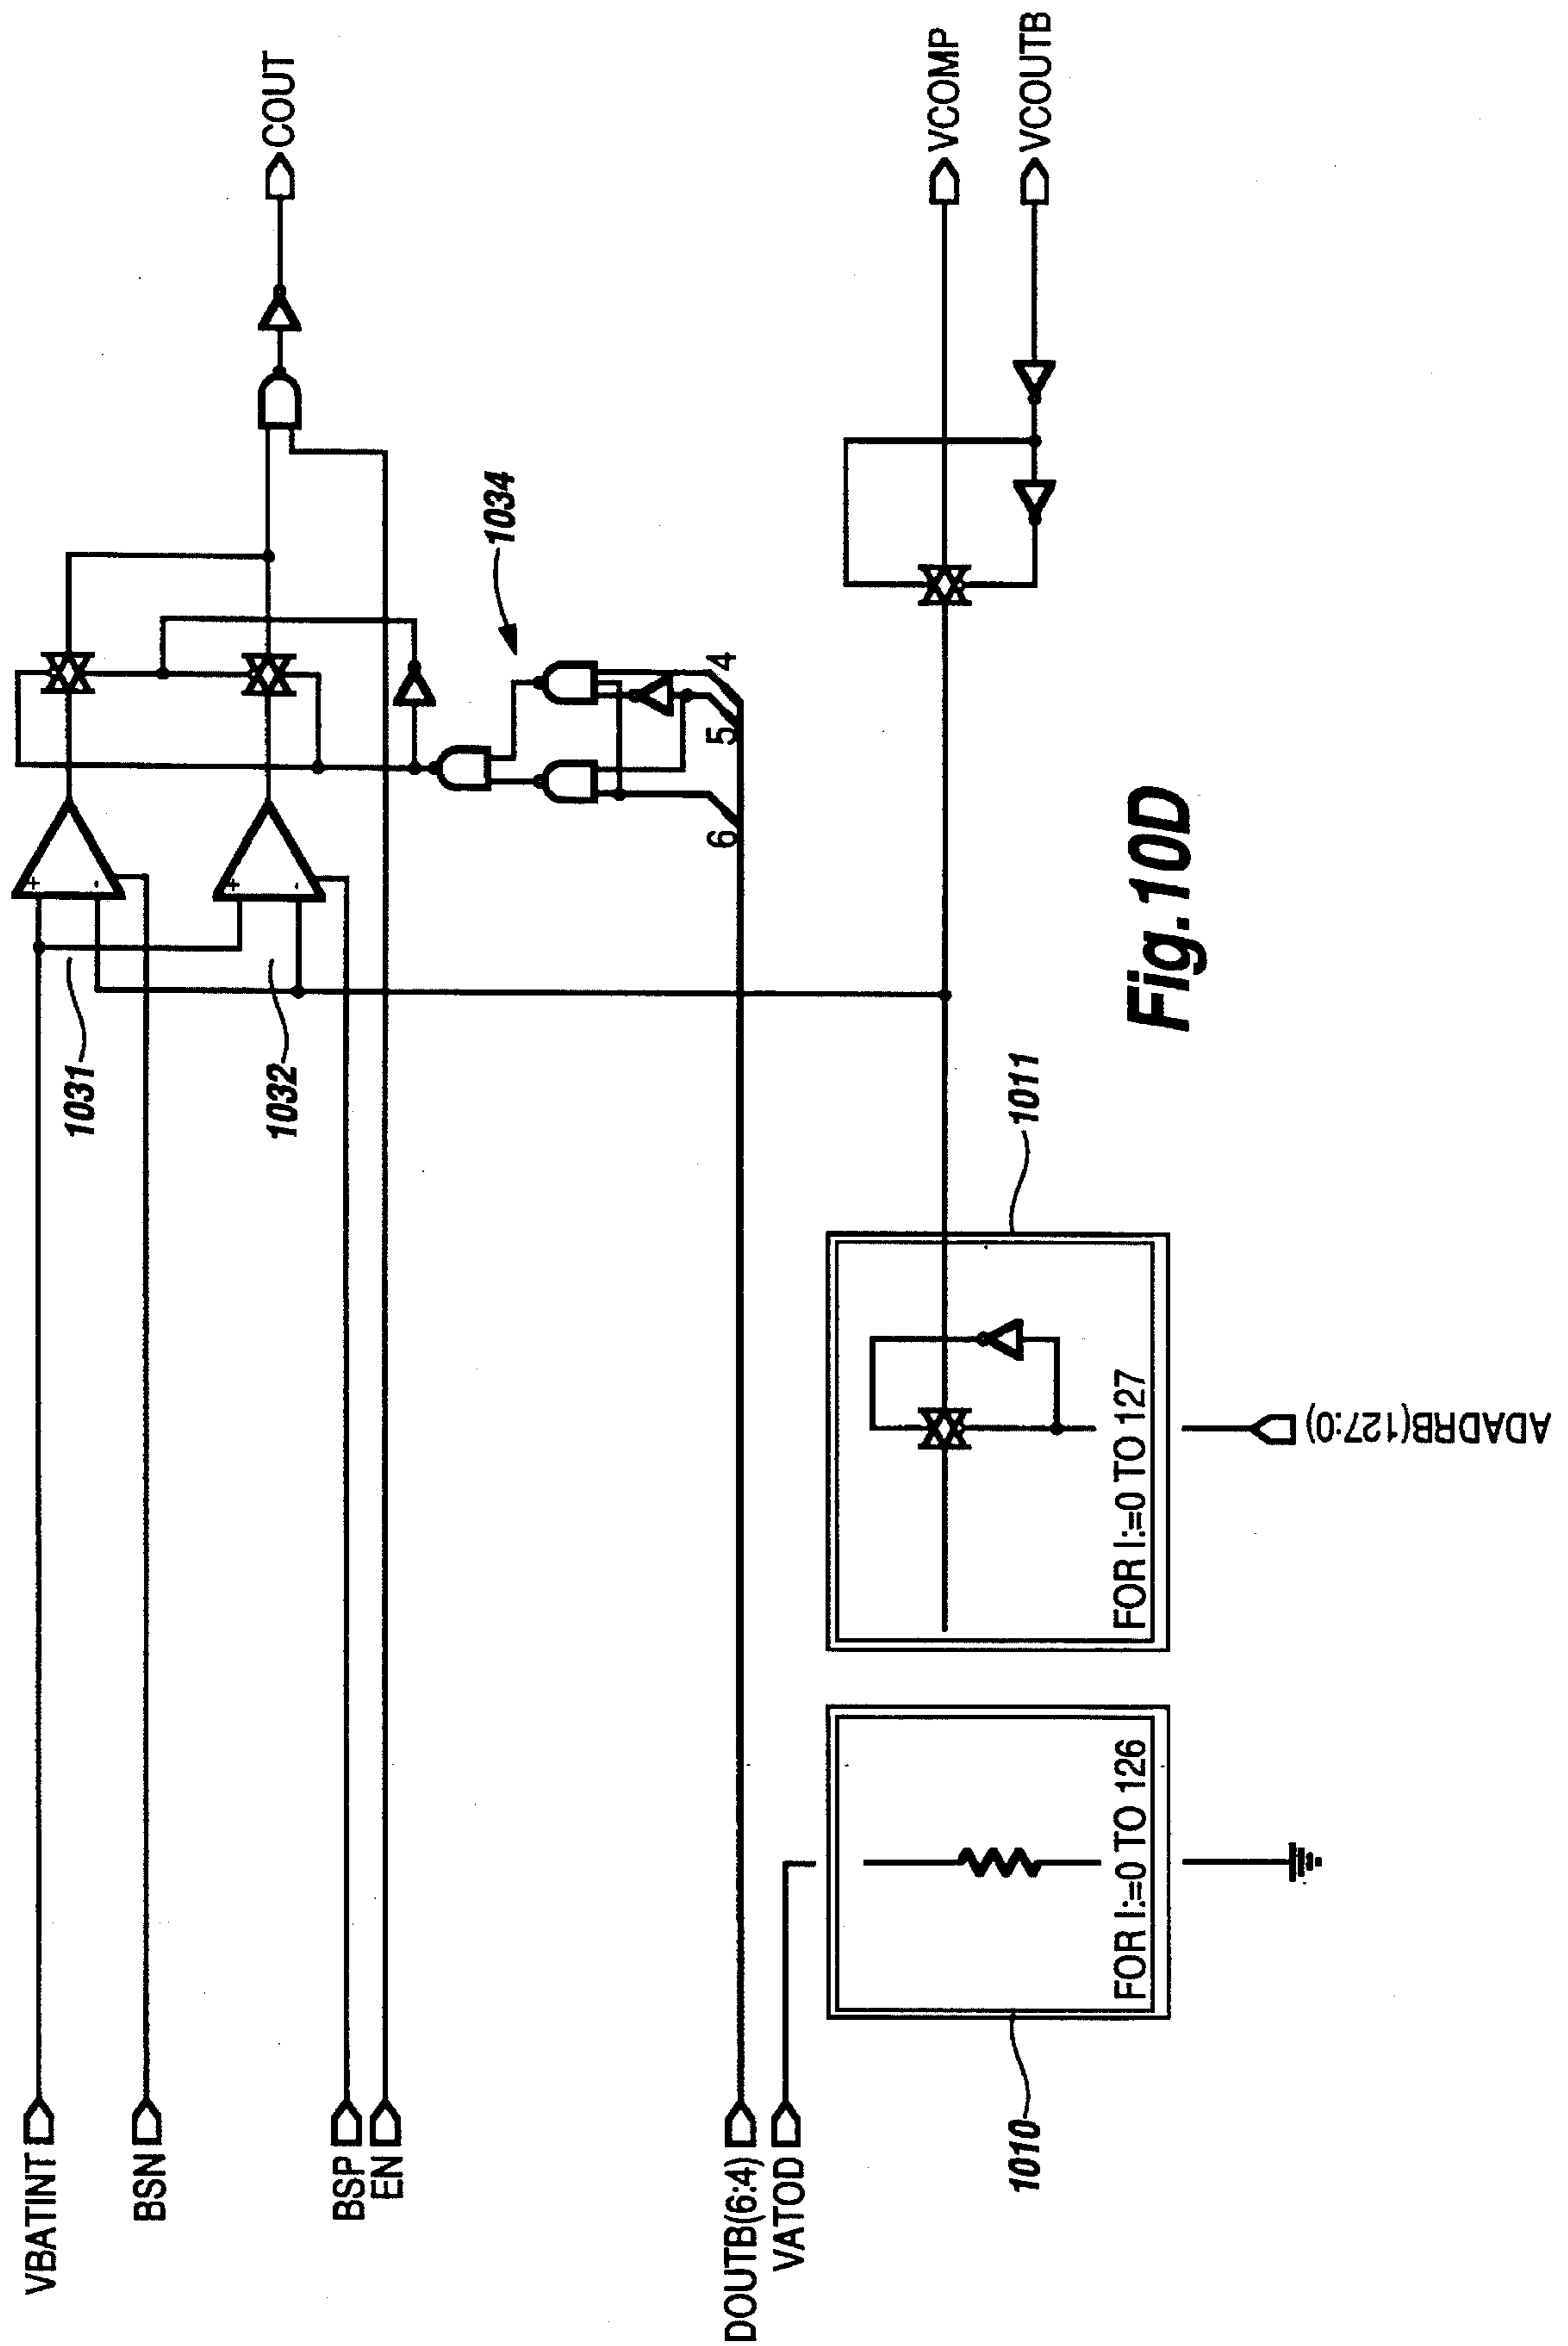 VBATINT
BSN
BSP
EN
DOUTB(6:4)
VATOD
1031
+
-
1032
+
-
1034
4
5
6
COUT
VCOMP
VCOUTB
1010
FOR I:=0 TO 126
1011
FOR I:=0 TO 127
ADADRB(127:0)
Fig.10D